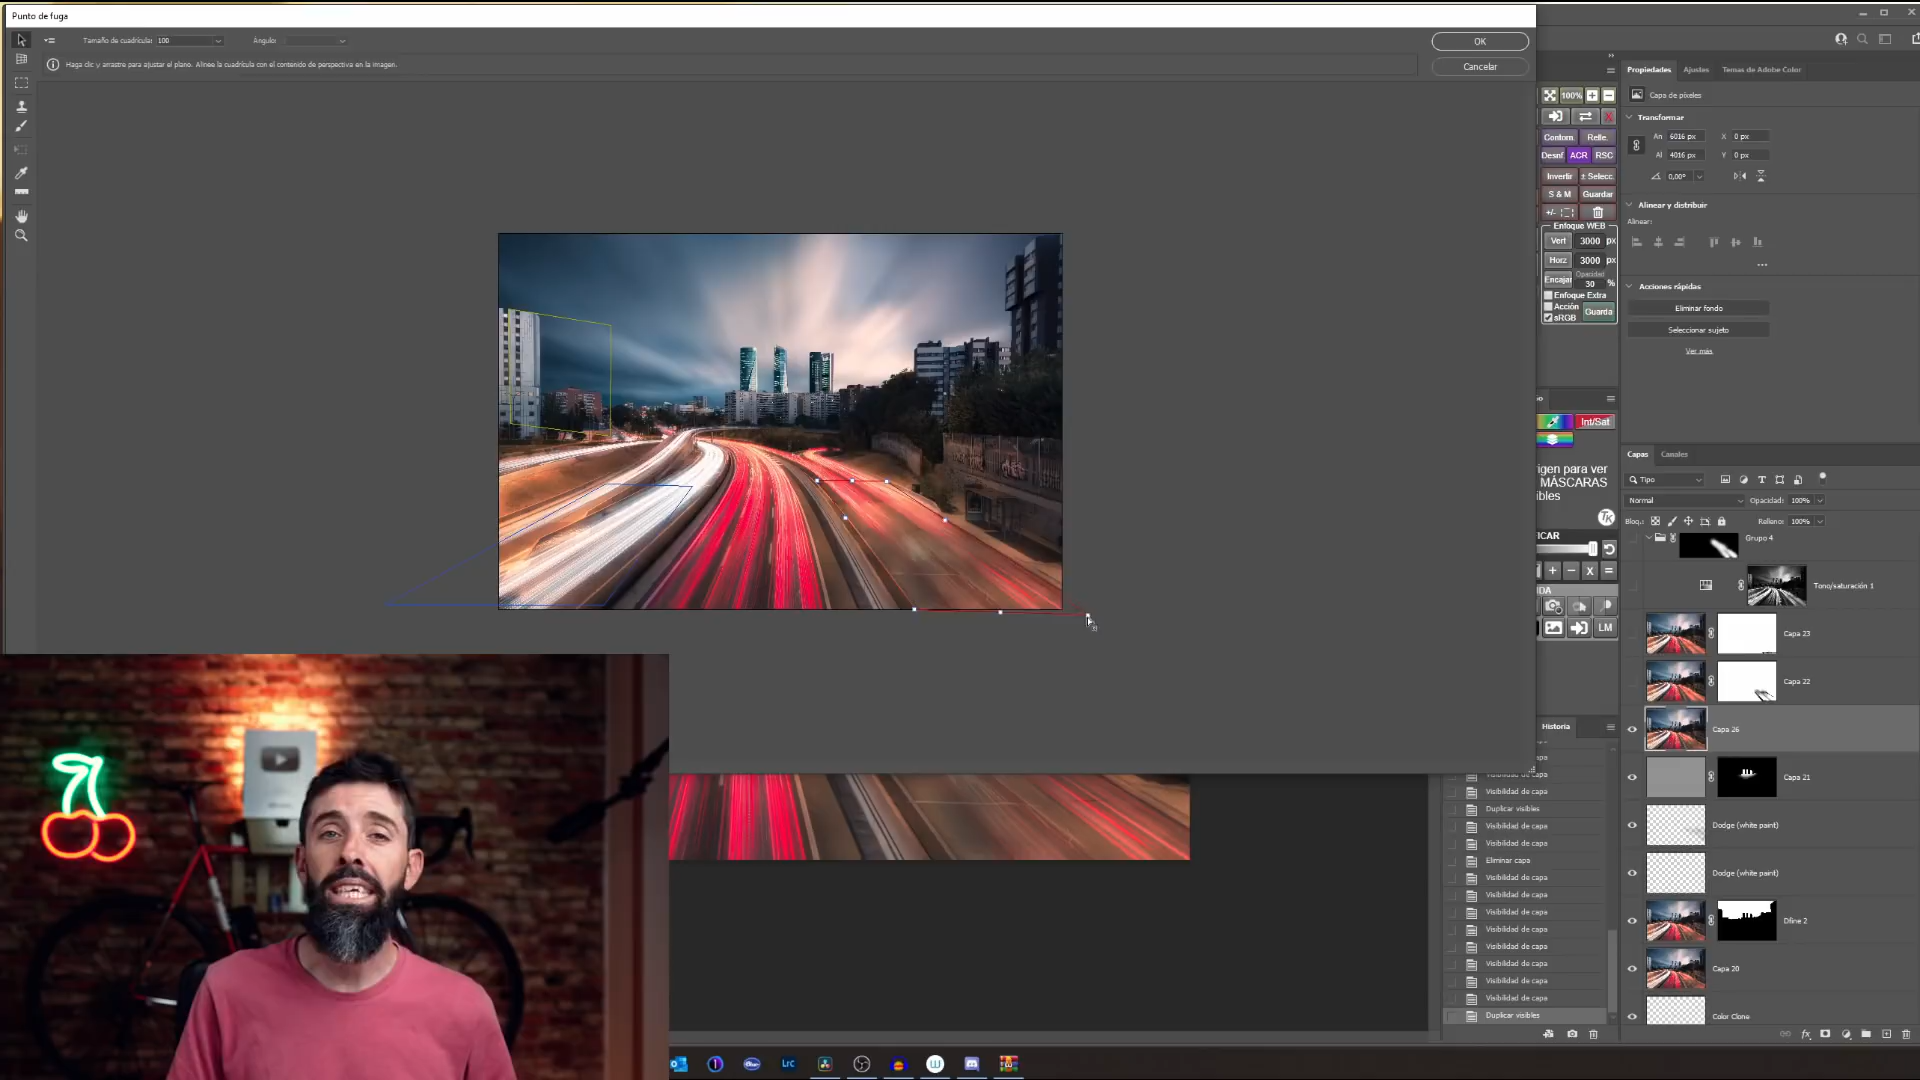 Punto de fuga
Tamaño de cuadrícula: 100
Ángulo:
OK
Haga clic y arrastre para ajustar el plano. Alinee la cuadrícula con el contenido de perspectiva en la imagen.
Cancelar
Propiedades
Ajustes
Temas de Adobe Color
100%
Capa de píxeles
Transformar
Contorn
Relle.
An 6016 px
X 0 px
Desnf
ACR
RSC
Al 4016 px
Y 0 px
Invertir
± Selecc
0,00°
S & M
Guardar
+/-
Alinear y distribuir
Alinear:
Enfoque WEB
Vert 3000 px
Horz 3000 px
Encajar
Opacidad
30 %
Enfoque Extra
Acción
sRGB
Guarda
Acciones rápidas
Eliminar fondo
Seleccionar sujeto
Ver más
Int/Sat
Capas
Canales
igen para ver
MÁSCARAS
ibles
Tipo
Normal
Opacidad: 100%
TK
Bloq.:
Relleno: 100%
ICAR
Grupo 4
+ − x =
Tono/saturación 1
LM
Capa 23
Capa 22
Historia
Capa 26
Capa 21
Visibilidad de capa
Visibilidad de capa
Duplicar visibles
Visibilidad de capa
Visibilidad de capa
Eliminar capa
Visibilidad de capa
Visibilidad de capa
Visibilidad de capa
Visibilidad de capa
Visibilidad de capa
Visibilidad de capa
Visibilidad de capa
Visibilidad de capa
Duplicar visibles
Dodge (white paint)
Dodge (white paint)
Dfine 2
Capa 20
Color Clone
fx
Lrc